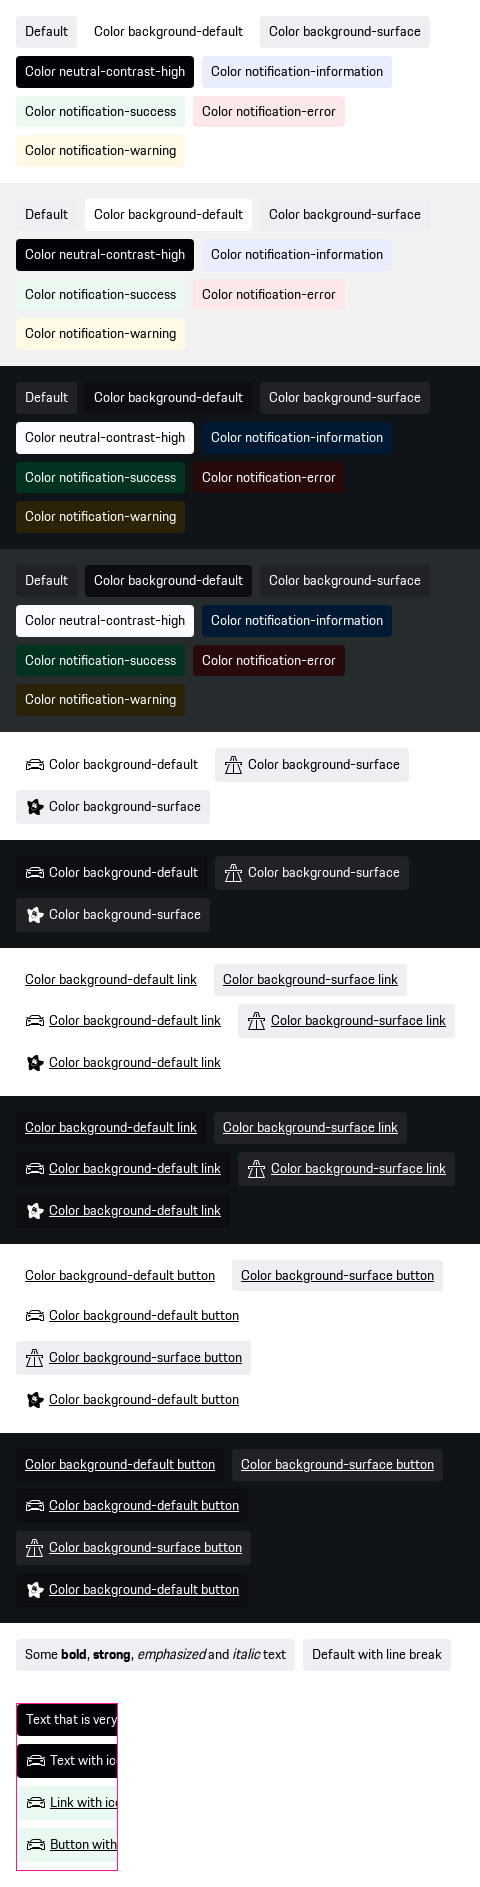 Default Color background-default Color background-surface
Color neutral-contrast-high Color notification-information
Color notification-success Color notification-error
Color notification-warning
Default Color background-default Color background-surface
Color neutral-contrast-high Color notification-information
Color notification-success Color notification-error
Color notification-warning
Default Color background-default Color background-surface
Color neutral-contrast-high Color notification-information
Color notification-success Color notification-error
Color notification-warning
Default Color background-default Color background-surface
Color neutral-contrast-high Color notification-information
Color notification-success Color notification-error
Color notification-warning
Color background-default Color background-surface
Color background-surface
Color background-default Color background-surface
Color background-surface
Color background-default link Color background-surface link
Color background-default link Color background-surface link
Color background-default link
Color background-default link Color background-surface link
Color background-default link Color background-surface link
Color background-default link
Color background-default button Color background-surface button
Color background-default button
Color background-surface button
Color background-default button
Color background-default button Color background-surface button
Color background-default button
Color background-surface button
Color background-default button
Some bold, strong, emphasized and italic text Default with line break
Text that is very
Text with
Link with
Button with